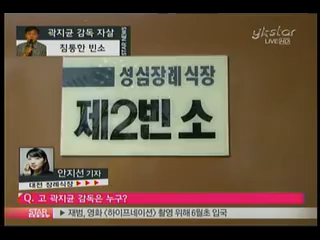 곽지균 감독 자살
침통한 빈소
STAR NEWS
ykstar
LIVE HD
성심장례식장
제2빈소
안지선 기자
대전 장례식장 ▶▶▶
Q. 고 곽지균 감독은 누구?
STAR
▶ 재범, 영화 <하이프네이션> 촬영 위해 6월초 입국